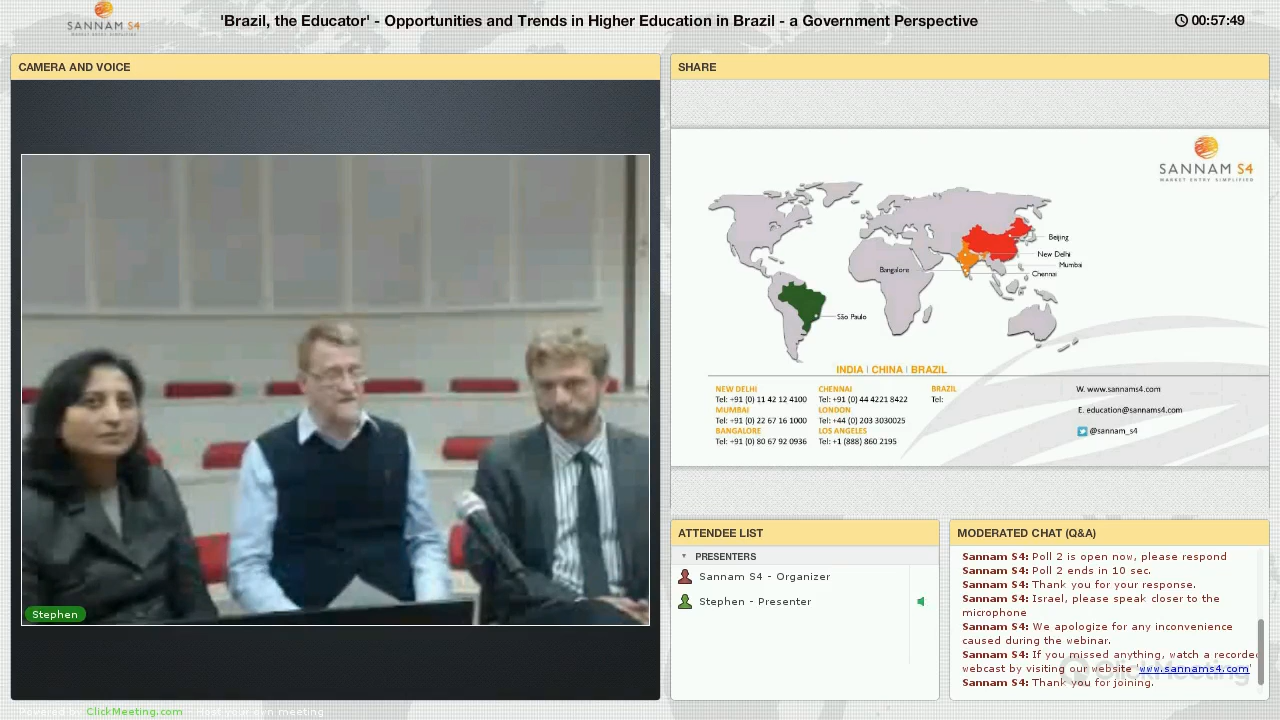 SANNAM S4
'Brazil, the Educator' - Opportunities and Trends in Higher Education in Brazil - a Government Perspective
00:57:49
CAMERA AND VOICE
Stephen
SHARE
SANNAM S4
MARKET ENTRY SIMPLIFIED
Beijing
New Delhi
Mumbai
Bangalore
Chennai
São Paulo
INDIA | CHINA | BRAZIL
NEW DELHI
Tel: +91 (0) 11 42 12 4100
MUMBAI
Tel: +91 (0) 22 67 16 1000
BANGALORE
Tel: +91 (0) 80 67 92 0936
CHENNAI
Tel: +91 (0) 44 4221 8422
LONDON
Tel: +44 (0) 203 3030025
LOS ANGELES
Tel: +1 (888) 860 2195
BRAZIL
Tel:
W. www.sannams4.com
E. education@sannams4.com
@sannam_s4
ATTENDEE LIST
PRESENTERS
Sannam S4 - Organizer
Stephen - Presenter
MODERATED CHAT (Q&A)
Sannam S4: Poll 2 is open now, please respond
Sannam S4: Poll 2 ends in 10 sec.
Sannam S4: Thank you for your response.
Sannam S4: Israel, please speak closer to the
microphone
Sannam S4: We apologize for any inconvenience
caused during the webinar.
Sannam S4: If you missed anything, watch a recorded
webcast by visiting our website 'www.sannams4.com'
Sannam S4: Thank you for joining.
ClickMeeting
Powered by ClickMeeting.com - Host your own meeting